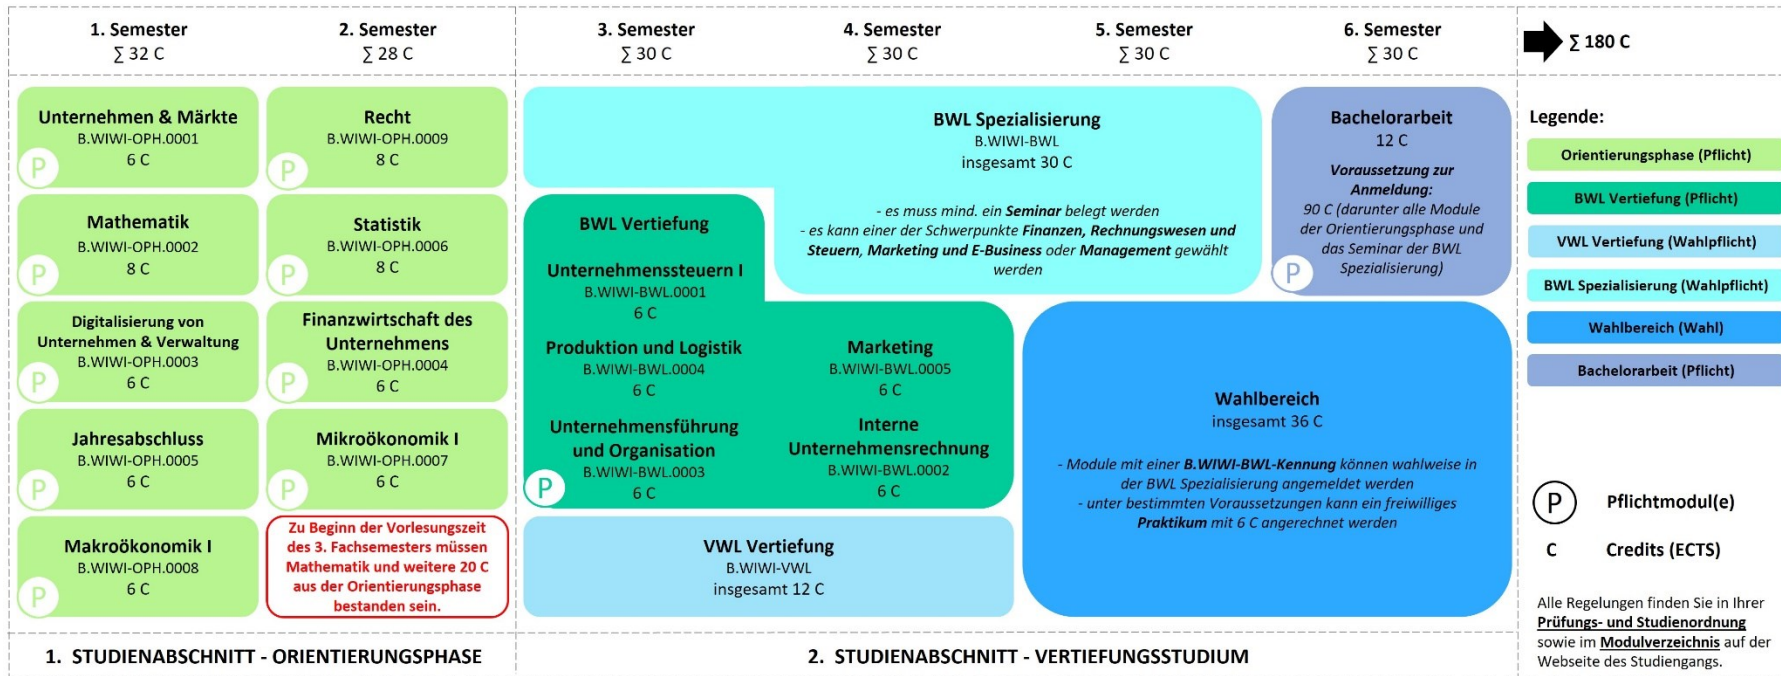 1. Semester
∑ 32 C
2. Semester
∑ 28 C
3. Semester
∑ 30 C
4. Semester
∑ 30 C
5. Semester
∑ 30 C
6. Semester
∑ 30 C
∑ 180 C
Unternehmen & Märkte
B.WIWI-OPH.0001
6 C
P
Mathematik
B.WIWI-OPH.0002
8 C
P
Digitalisierung von
Unternehmen & Verwaltung
B.WIWI-OPH.0003
6 C
P
Jahresabschluss
B.WIWI-OPH.0005
6 C
P
Makroökonomik I
B.WIWI-OPH.0008
6 C
P
Recht
B.WIWI-OPH.0009
8 C
P
Statistik
B.WIWI-OPH.0006
8 C
P
Finanzwirtschaft des
Unternehmens
B.WIWI-OPH.0004
6 C
P
Mikroökonomik I
B.WIWI-OPH.0007
6 C
P
Zu Beginn der Vorlesungszeit
des 3. Fachsemesters müssen
Mathematik und weitere 20 C
aus der Orientierungsphase
bestanden sein.
BWL Spezialisierung
B.WIWI-BWL
insgesamt 30 C
- es muss mind. ein Seminar belegt werden
- es kann einer der Schwerpunkte Finanzen, Rechnungswesen und
Steuern, Marketing und E-Business oder Management gewählt
werden
BWL Vertiefung
Unternehmenssteuern I
B.WIWI-BWL.0001
6 C
Produktion und Logistik
B.WIWI-BWL.0004
6 C
Unternehmensführung
und Organisation
B.WIWI-BWL.0003
6 C
P
Marketing
B.WIWI-BWL.0005
6 C
Interne
Unternehmensrechnung
B.WIWI-BWL.0002
6 C
VWL Vertiefung
B.WIWI-VWL
insgesamt 12 C
Bachelorarbeit
12 C
Voraussetzung zur
Anmeldung:
90 C (darunter alle Module
der Orientierungsphase und
das Seminar der BWL
Spezialisierung)
P
Wahlbereich
insgesamt 36 C
- Module mit einer B.WIWI-BWL-Kennung können wahlweise in
der BWL Spezialisierung angemeldet werden
- unter bestimmten Voraussetzungen kann ein freiwilliges
Praktikum mit 6 C angerechnet werden
Legende:
Orientierungsphase (Pflicht)
BWL Vertiefung (Pflicht)
VWL Vertiefung (Wahlpflicht)
BWL Spezialisierung (Wahlpflicht)
Wahlbereich (Wahl)
Bachelorarbeit (Pflicht)
P Pflichtmodul(e)
C Credits (ECTS)
Alle Regelungen finden Sie in Ihrer
Prüfungs- und Studienordnung
sowie im Modulverzeichnis auf der
Webseite des Studiengangs.
1. STUDIENABSCHNITT - ORIENTIERUNGSPHASE
2. STUDIENABSCHNITT - VERTIEFUNGSSTUDIUM